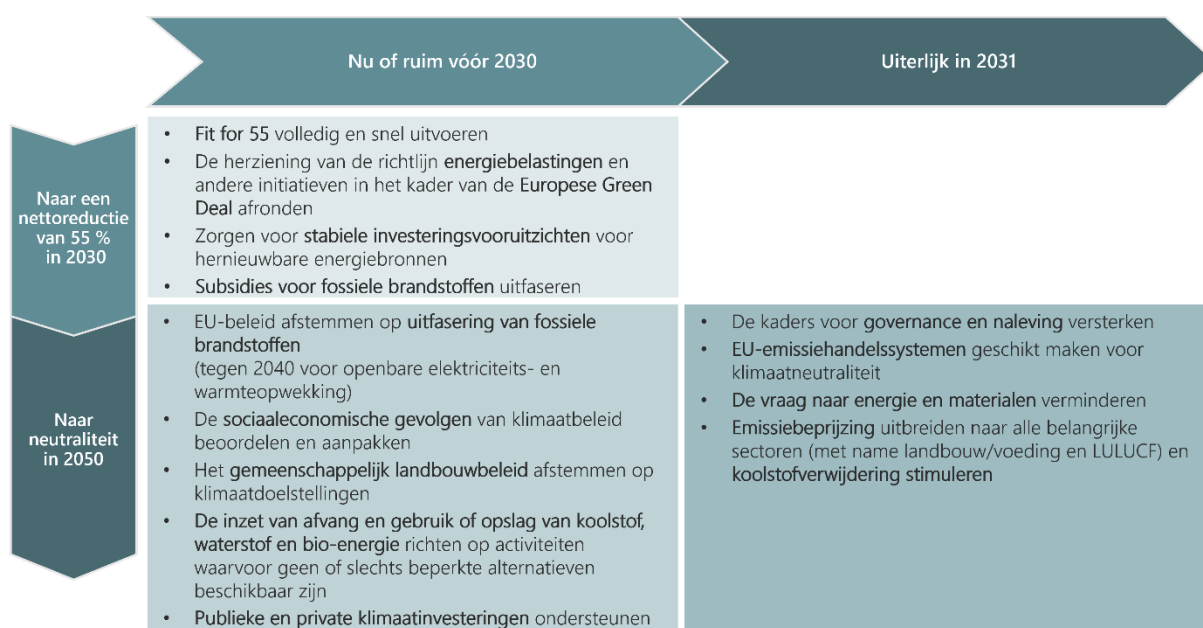 Nu of ruim vóór 2030
Uiterlijk in 2031
Naar een
nettoreductie
van 55 %
in 2030
• Fit for 55 volledig en snel uitvoeren
• De herziening van de richtlijn energiebelastingen en
andere initiatieven in het kader van de Europese Green
Deal afronden
• Zorgen voor stabiele investeringsvooruitzichten voor
hernieuwbare energiebronnen
• Subsidies voor fossiele brandstoffen uitfaseren
Naar
neutraliteit
in 2050
• EU-beleid afstemmen op uitfasering van fossiele
brandstoffen
(tegen 2040 voor openbare elektriciteits- en
warmteopwekking)
• De sociaaleconomische gevolgen van klimaatbeleid
beoordelen en aanpakken
• Het gemeenschappelijk landbouwbeleid afstemmen op
klimaatdoelstellingen
• De inzet van afvang en gebruik of opslag van koolstof,
waterstof en bio-energie richten op activiteiten
waarvoor geen of slechts beperkte alternatieven
beschikbaar zijn
• Publieke en private klimaatinvesteringen ondersteunen
• De kaders voor governance en naleving versterken
• EU-emissiehandelssystemen geschikt maken voor
klimaatneutraliteit
• De vraag naar energie en materialen verminderen
• Emissiebeprijzing uitbreiden naar alle belangrijke
sectoren (met name landbouw/voeding en LULUCF) en
koolstofverwijdering stimuleren